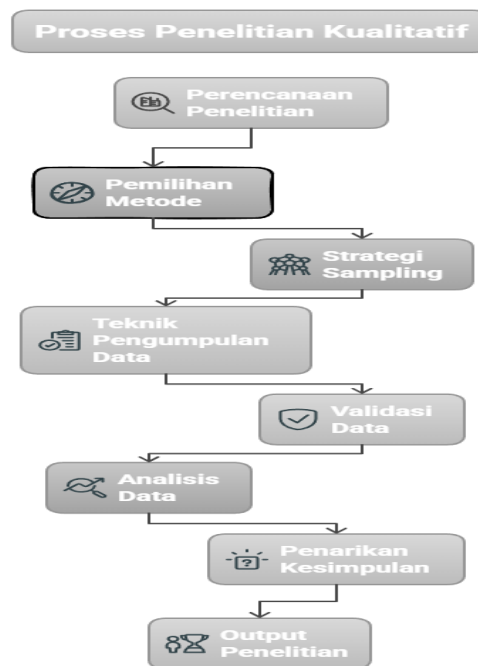 Proses Penelitian Kualitatif
Perencanaan
Penelitian
Pemilihan
Metode
Strategi
Sampling
Teknik
Pengumpulan
Data
Validasi
Data
Analisis
Data
Penarikan
Kesimpulan
Output
Penelitian